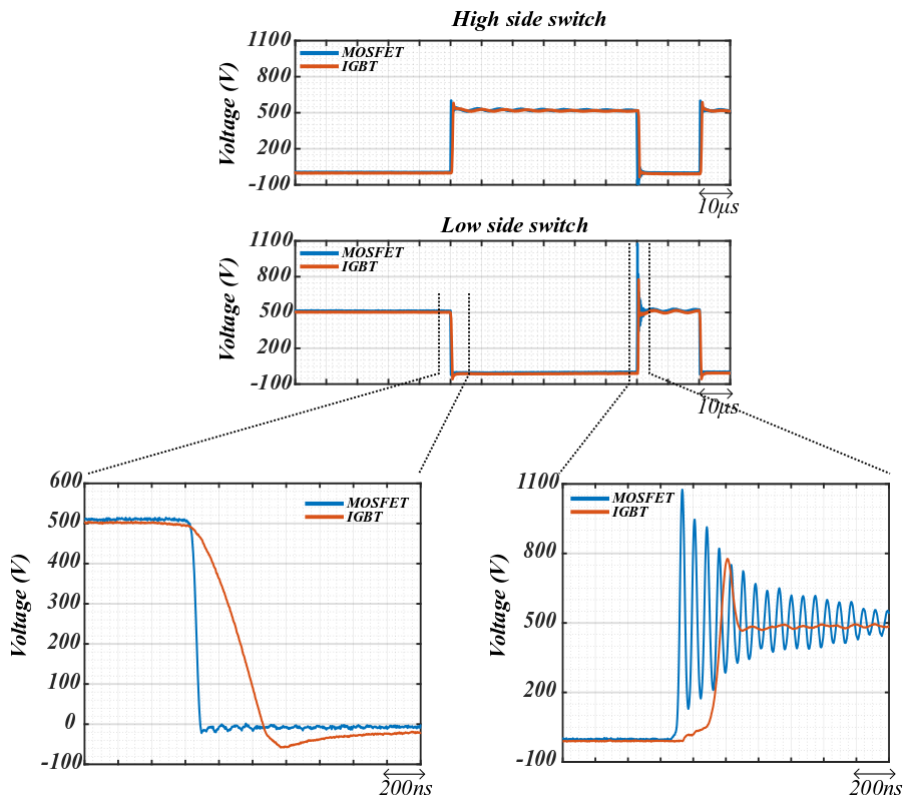 High side switch
1100
MOSFET
IGBT
800
500
200
-100
Voltage (V)
10μs
Low side switch
1100
MOSFET
IGBT
800
500
200
-100
Voltage (V)
10μs
600
MOSFET
IGBT
500
400
300
200
100
0
-100
Voltage (V)
200ns
1100
MOSFET
IGBT
800
500
200
-100
Voltage (V)
200ns